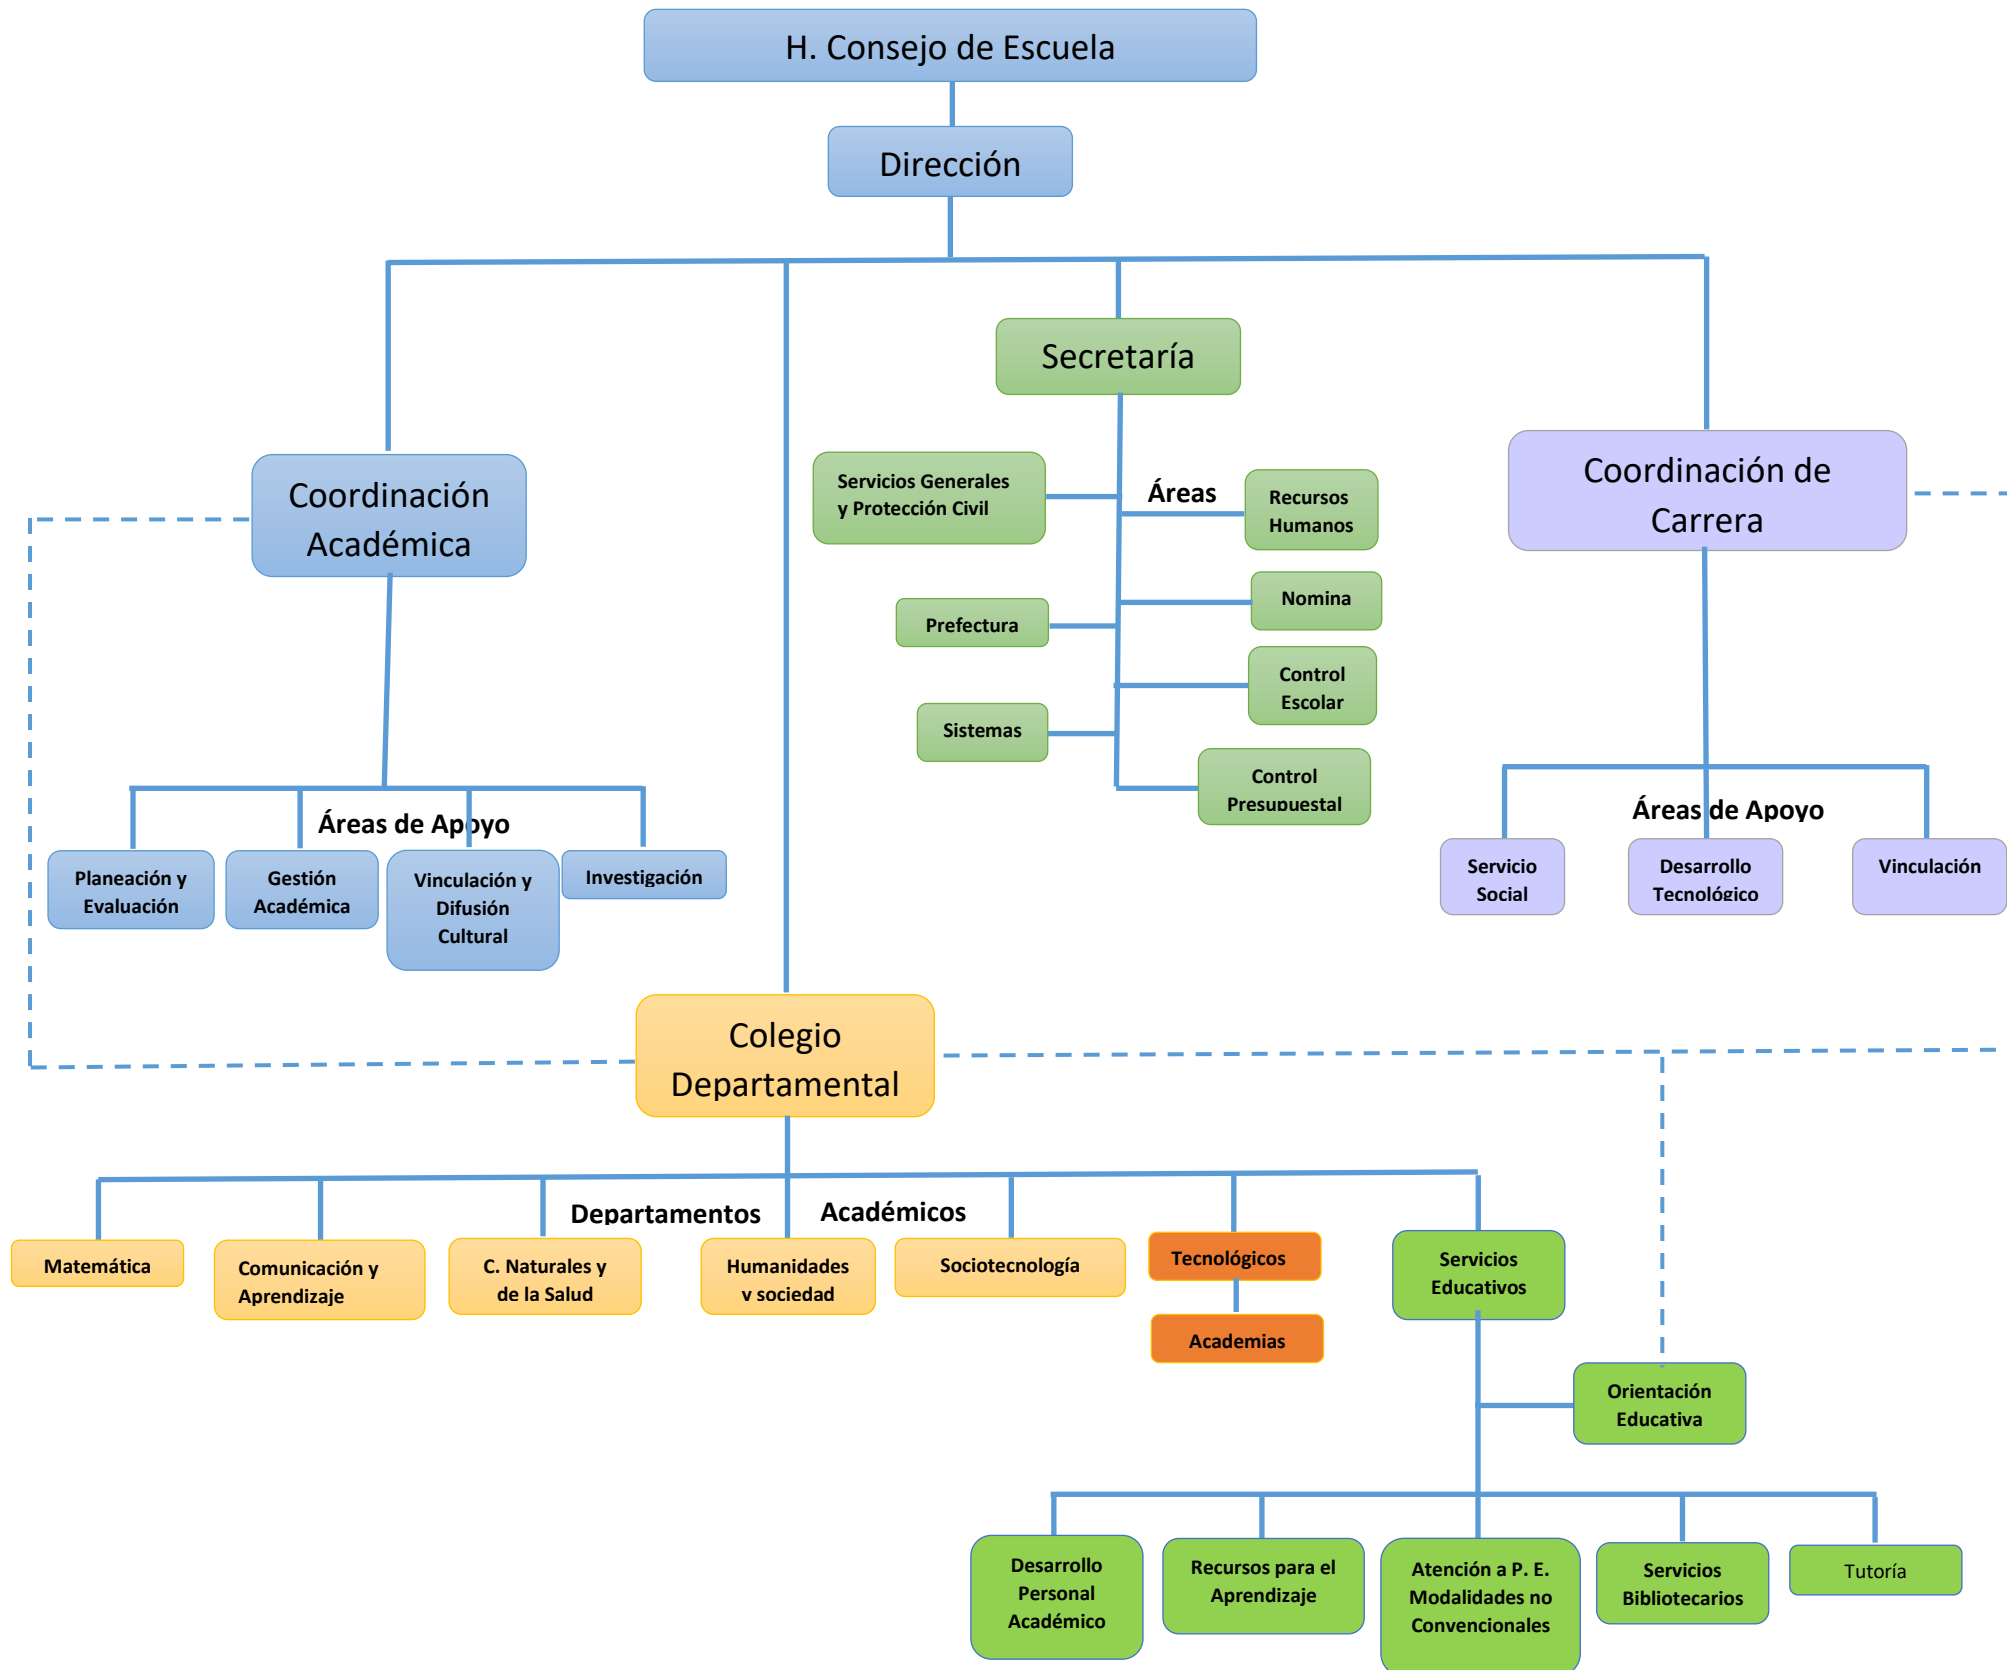 H. Consejo de Escuela
Dirección
Secretaría
Coordinación
Académica
Servicios Generales
y Protección Civil
Áreas
Recursos
Humanos
Coordinación de
Carrera
Nomina
Prefectura
Control
Escolar
Sistemas
Control
Presupuestal
Áreas de Apoyo
Planeación y
Evaluación
Gestión
Académica
Vinculación y
Difusión
Cultural
Investigación
Áreas de Apoyo
Servicio
Social
Desarrollo
Tecnológico
Vinculación
Colegio
Departamental
Departamentos Académicos
Matemática
Comunicación y
Aprendizaje
C. Naturales y
de la Salud
Humanidades
y sociedad
Sociotecnología
Tecnológicos
Academias
Servicios
Educativos
Orientación
Educativa
Desarrollo
Personal
Académico
Recursos para el
Aprendizaje
Atención a P. E.
Modalidades no
Convencionales
Servicios
Bibliotecarios
Tutoría